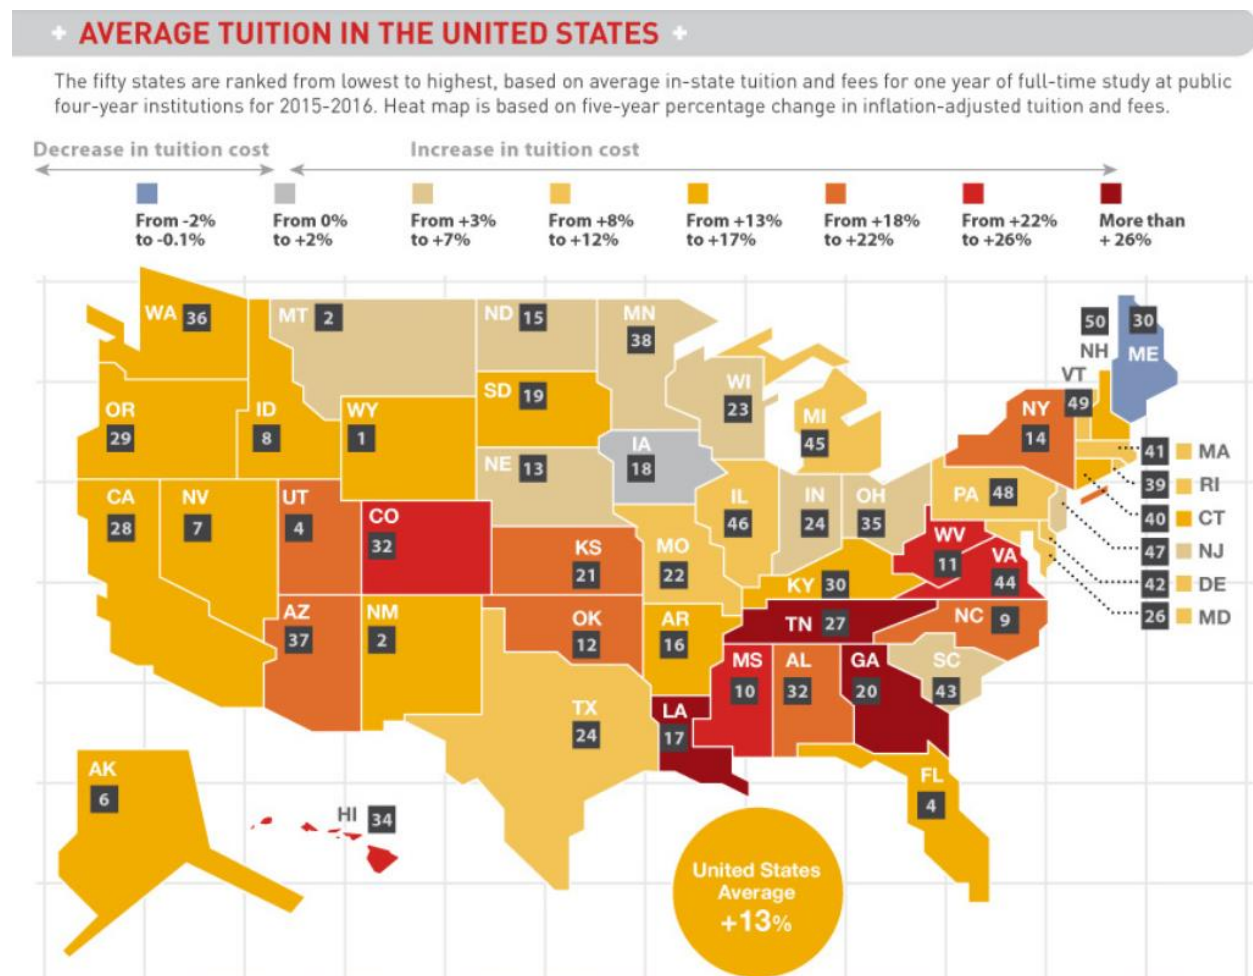 AVERAGE TUITION IN THE UNITED STATES
The fifty states are ranked from lowest to highest, based on average in-state tuition and fees for one year of full-time study at public
four-year institutions for 2015-2016. Heat map is based on five-year percentage change in inflation-adjusted tuition and fees.
Decrease in tuition cost
Increase in tuition cost
From -2%
to -0.1%
From 0%
to +2%
From +3%
to +7%
From +8%
to +12%
From +13%
to +17%
From +18%
to +22%
From +22%
to +26%
More than
+ 26%
WA 36
MT 2
ND 15
MN
38
50
NH
30
ME
VT
49
OR
29
ID
8
WY
1
SD 19
WI
23
MI
45
NY
14
IA
18
NE 13
41 MA
39 RI
40 CT
47 NJ
42 DE
26 MD
CA
28
NV
7
UT
4
CO
32
KS
21
MO
22
IL
46
IN
24
OH
35
PA 48
WV
11
VA
44
KY 30
AZ
37
NM
2
OK
12
AR
16
TN 27
NC 9
MS
10
AL
32
GA
20
SC
43
TX
24
LA
17
FL
4
AK
6
HI 34
United States
Average
+13%